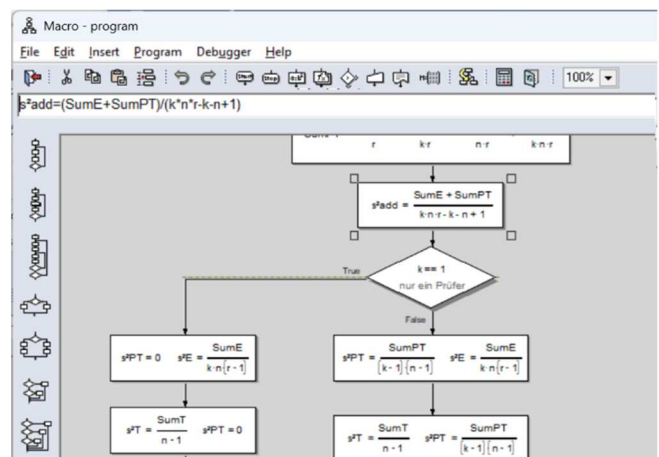 Macro - program
File Edit Insert Program Debugger Help
100%
s²add=(SumE+SumPT)/(k*n*r-k-n+1)
r k·r n·r k·n·r
s²add = SumE + SumPT
k·n·r - k - n + 1
True
k == 1
nur ein Prüfer
False
s²PT = 0 s²E = SumE
k·n(r - 1)
s²PT = SumPT s²E = SumE
(k - 1)(n - 1) k·n(r - 1)
s²T = SumT s²PT = 0
n - 1
s²T = SumT s²PT = SumPT
n - 1 (k - 1)(n - 1)